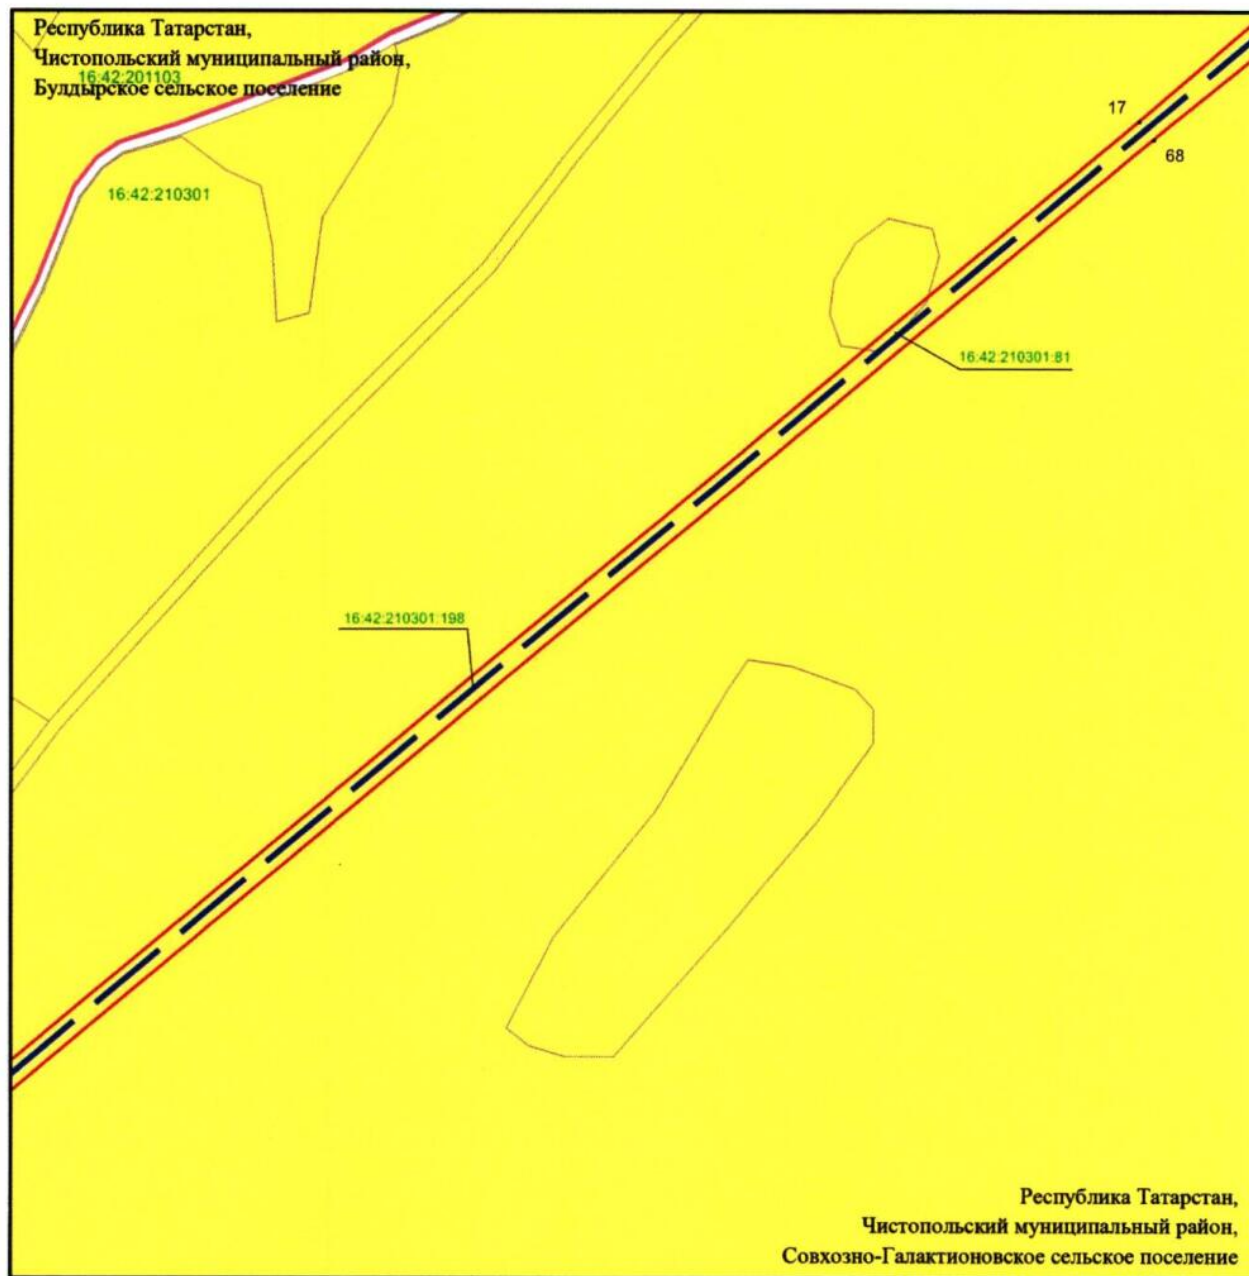 Республика Татарстан,
Чистопольский муниципальный район,
16:42:201103
Булдырское сельское поселение
16:42:210301
17
68
16:42:210301:81
16:42:210301:198
Республика Татарстан,
Чистопольский муниципальный район,
Совхозно-Галактионовское сельское поселение